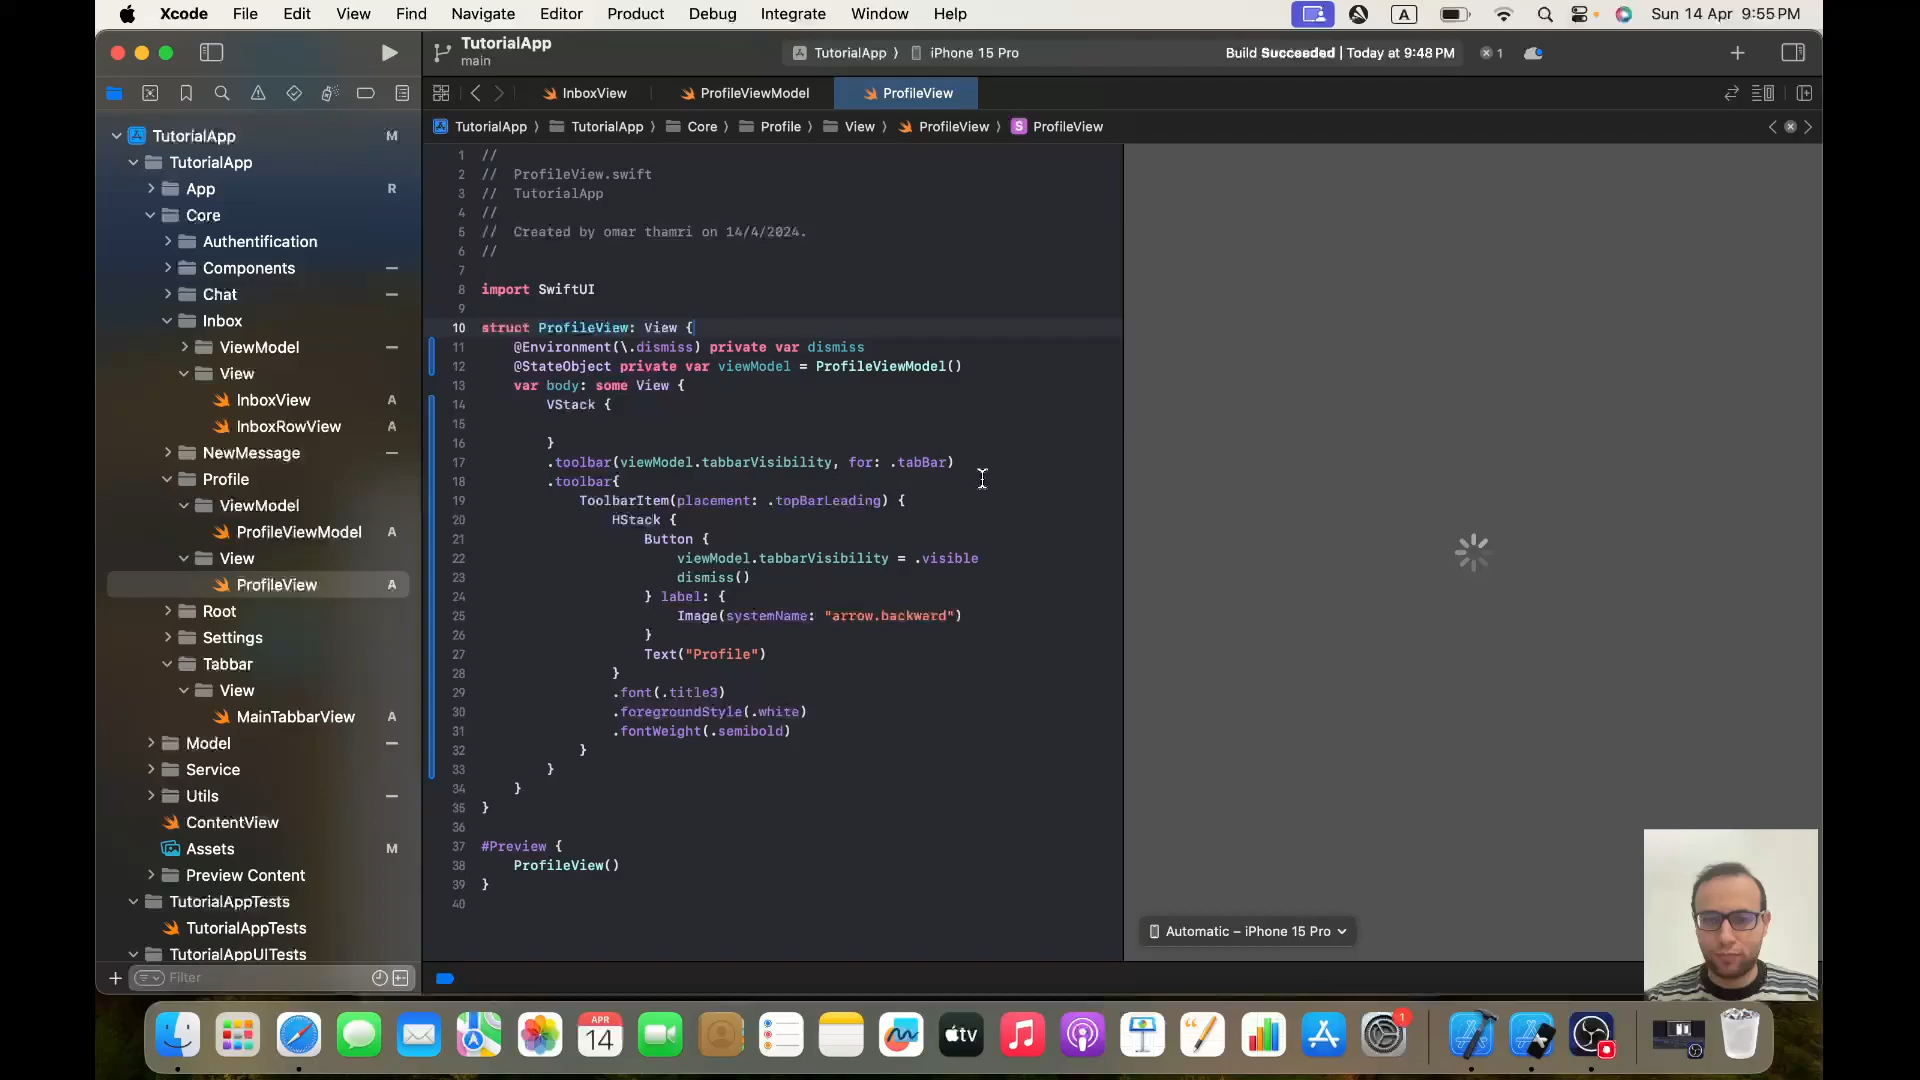 Xcode File Edit View Find Navigate Editor Product Debug Integrate Window Help A Sun 14 Apr 9:55 PM
TutorialApp
main
TutorialApp iPhone 15 Pro
Build Succeeded | Today at 9:48 PM
1
InboxView ProfileViewModel ProfileView
TutorialApp TutorialApp Core Profile View ProfileView S ProfileView
TutorialApp M
TutorialApp
App R
Core
Authentification
Components
Chat
Inbox
ViewModel
View
InboxView A
InboxRowView A
NewMessage
Profile
ViewModel
ProfileViewModel A
View
ProfileView A
Root
Settings
Tabbar
View
MainTabbarView A
Model
Service
Utils
ContentView
Assets M
Preview Content
TutorialAppTests
TutorialAppTests
TutorialAppUITests
Filter
1 //
2 // ProfileView.swift
3 // TutorialApp
4 //
5 // Created by omar thamri on 14/4/2024.
6 //
7
8 import SwiftUI
9
10 struct ProfileView: View {
11 @Environment(\.dismiss) private var dismiss
12 @StateObject private var viewModel = ProfileViewModel()
13 var body: some View {
14 VStack {
15
16 }
17 .toolbar(viewModel.tabbarVisibility, for: .tabBar)
18 .toolbar{
19 ToolbarItem(placement: .topBarLeading) {
20 HStack {
21 Button {
22 viewModel.tabbarVisibility = .visible
23 dismiss()
24 } label: {
25 Image(systemName: "arrow.backward")
26 }
27 Text("Profile")
28 }
29 .font(.title3)
30 .foregroundStyle(.white)
31 .fontWeight(.semibold)
32 }
33 }
34 }
35 }
36
37 #Preview {
38 ProfileView()
39 }
40
Automatic – iPhone 15 Pro
APR
14
tv
1